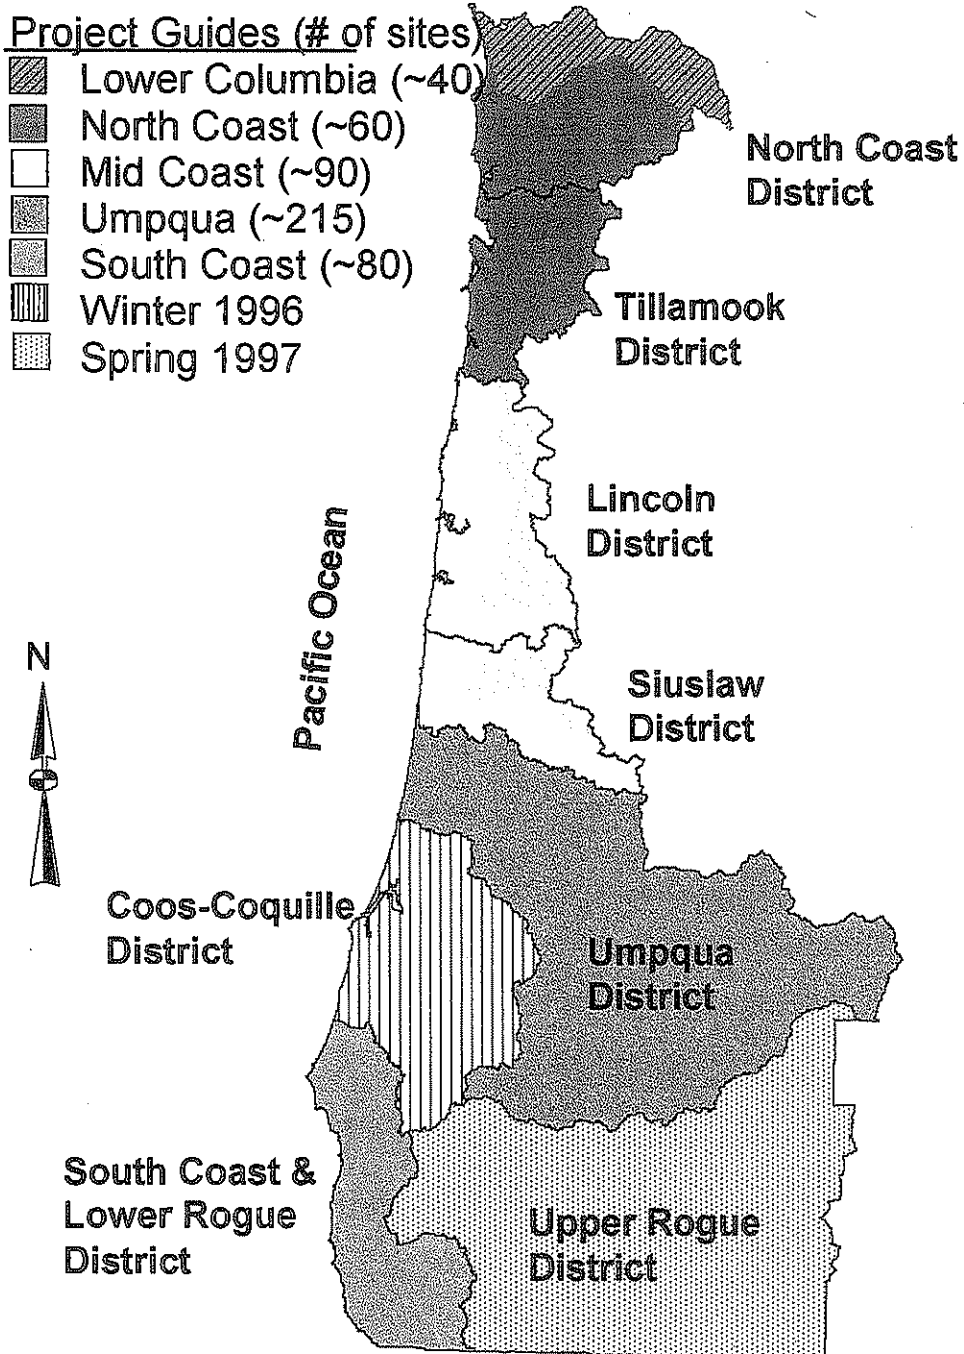 Project Guides (# of sites)
Lower Columbia (~40)
North Coast (~60)
Mid Coast (~90)
Umpqua (~215)
South Coast (~80)
Winter 1996
Spring 1997
North Coast
District
Tillamook
District
Lincoln
District
Pacific Ocean
N
Siuslaw
District
Coos-Coquille
District
Umpqua
District
South Coast &
Lower Rogue
District
Upper Rogue
District